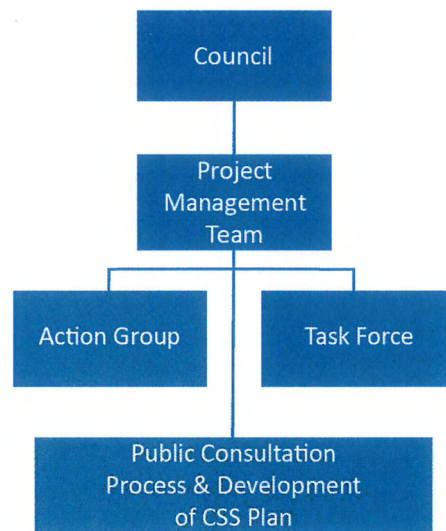 Council
Project
Management
Team
Action Group
Task Force
Public Consultation
Process & Development
of CSS Plan